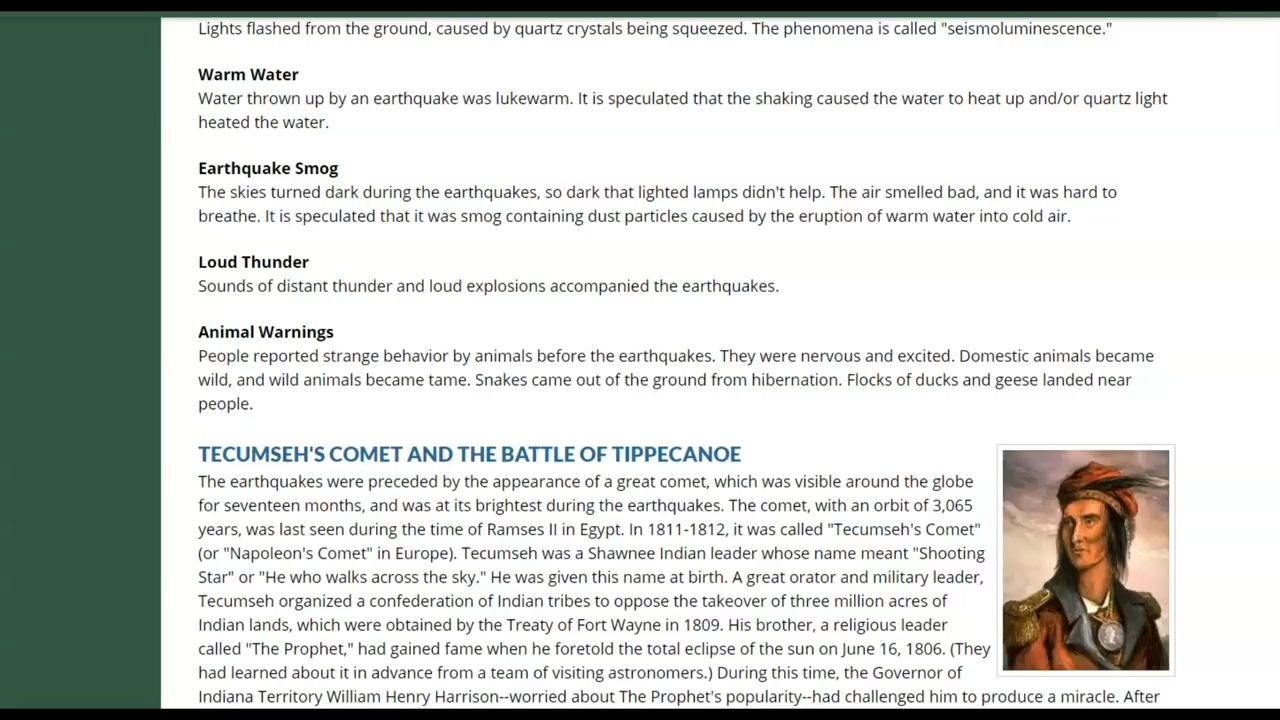 Lights flashed from the ground, caused by quartz crystals being squeezed. The phenomena is called "seismoluminescence."
Warm Water
Water thrown up by an earthquake was lukewarm. It is speculated that the shaking caused the water to heat up and/or quartz light
heated the water.
Earthquake Smog
The skies turned dark during the earthquakes, so dark that lighted lamps didn't help. The air smelled bad, and it was hard to
breathe. It is speculated that it was smog containing dust particles caused by the eruption of warm water into cold air.
Loud Thunder
Sounds of distant thunder and loud explosions accompanied the earthquakes.
Animal Warnings
People reported strange behavior by animals before the earthquakes. They were nervous and excited. Domestic animals became
wild, and wild animals became tame. Snakes came out of the ground from hibernation. Flocks of ducks and geese landed near
people.
TECUMSEH'S COMET AND THE BATTLE OF TIPPECANOE
The earthquakes were preceded by the appearance of a great comet, which was visible around the globe
for seventeen months, and was at its brightest during the earthquakes. The comet, with an orbit of 3,065
years, was last seen during the time of Ramses II in Egypt. In 1811-1812, it was called "Tecumseh's Comet"
(or "Napoleon's Comet" in Europe). Tecumseh was a Shawnee Indian leader whose name meant "Shooting
Star" or "He who walks across the sky." He was given this name at birth. A great orator and military leader,
Tecumseh organized a confederation of Indian tribes to oppose the takeover of three million acres of
Indian lands, which were obtained by the Treaty of Fort Wayne in 1809. His brother, a religious leader
called "The Prophet," had gained fame when he foretold the total eclipse of the sun on June 16, 1806. (They
had learned about it in advance from a team of visiting astronomers.) During this time, the Governor of
Indiana Territory William Henry Harrison--worried about The Prophet's popularity--had challenged him to produce a miracle. After